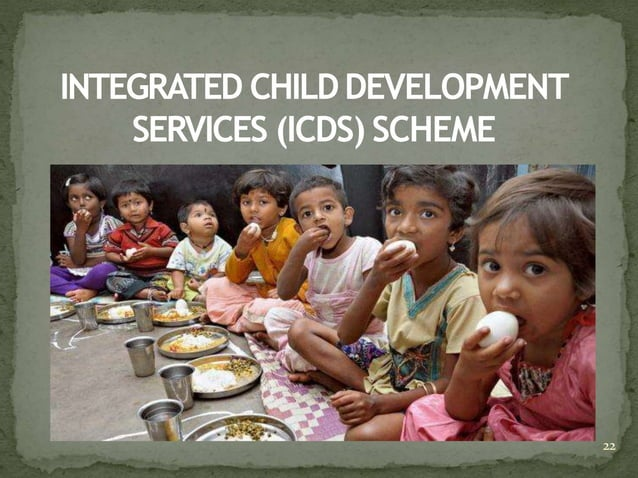 INTEGRATED CHILD DEVELOPMENT
SERVICES (ICDS) SCHEME
22